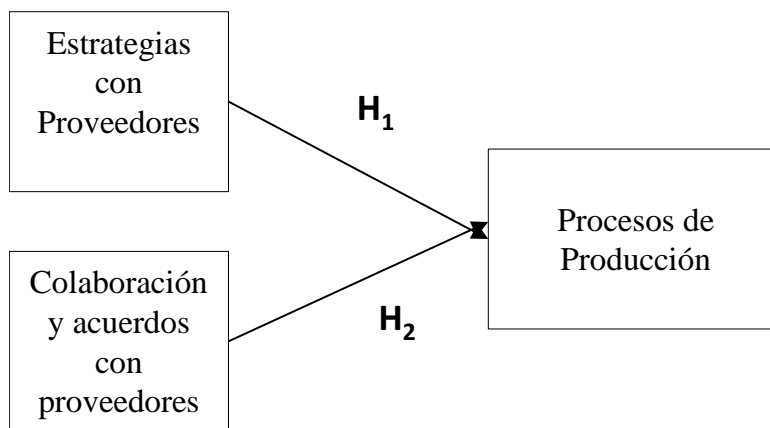 Estrategias
con
Proveedores
H₁
Procesos de
Producción
Colaboración
y acuerdos
con
proveedores
H₂